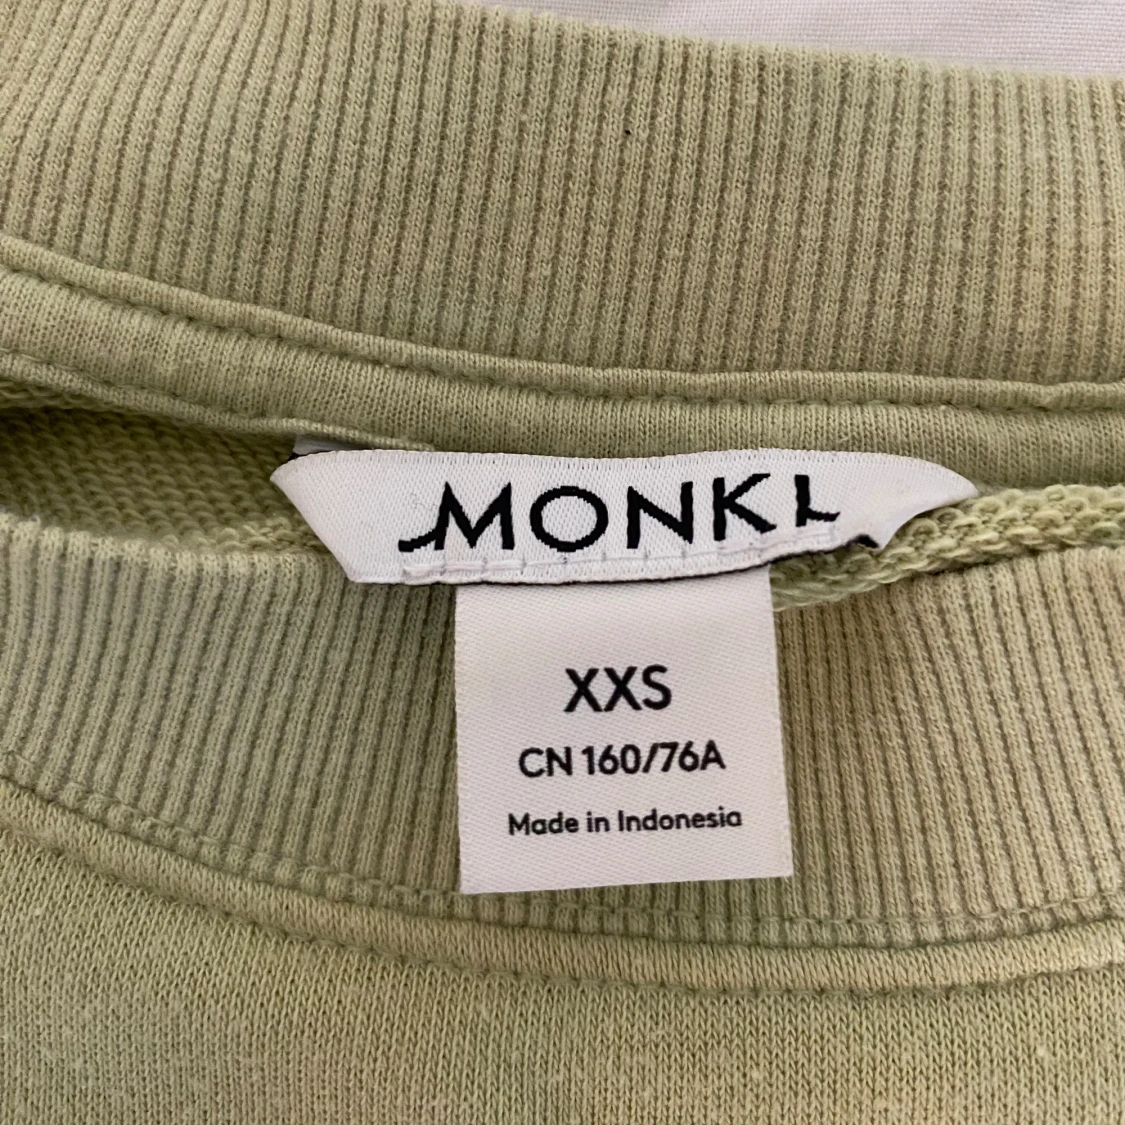 MONKI
XXS
CN 160/76A
Made in Indonesia